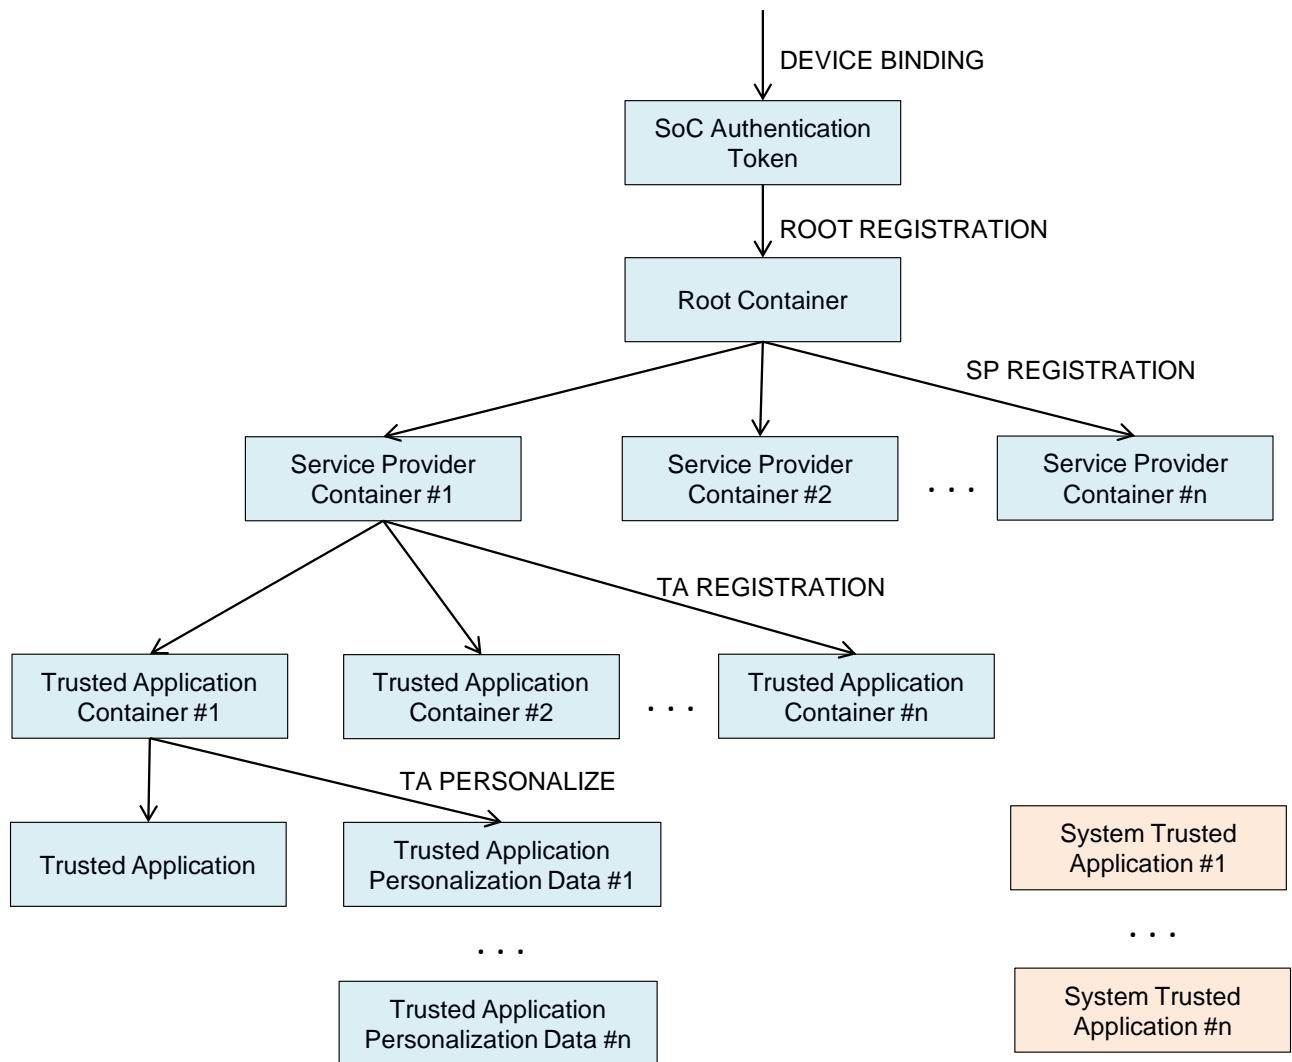 DEVICE BINDING
SoC Authentication
Token
ROOT REGISTRATION
Root Container
SP REGISTRATION
Service Provider
Container #1
Service Provider
Container #2
. . .
Service Provider
Container #n
TA REGISTRATION
Trusted Application
Container #1
Trusted Application
Container #2
. . .
Trusted Application
Container #n
TA PERSONALIZE
Trusted Application
Trusted Application
Personalization Data #1
System Trusted
Application #1
. . .
. . .
Trusted Application
Personalization Data #n
System Trusted
Application #n